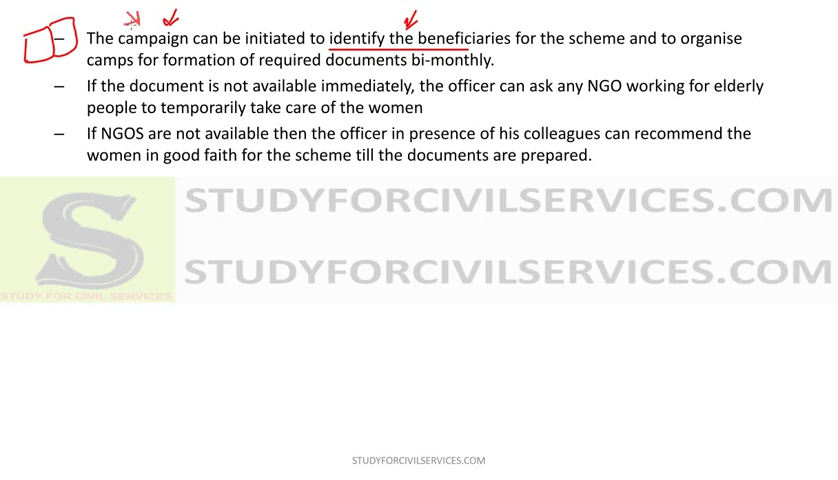 – The campaign can be initiated to identify the beneficiaries for the scheme and to organise
camps for formation of required documents bi-monthly.
– If the document is not available immediately, the officer can ask any NGO working for elderly
people to temporarily take care of the women
– If NGOS are not available then the officer in presence of his colleagues can recommend the
women in good faith for the scheme till the documents are prepared.
S
STUDY FOR CIVIL SERVICES
STUDYFORCIVILSERVICES.COM
STUDYFORCIVILSERVICES.COM
STUDYFORCIVILSERVICES.COM